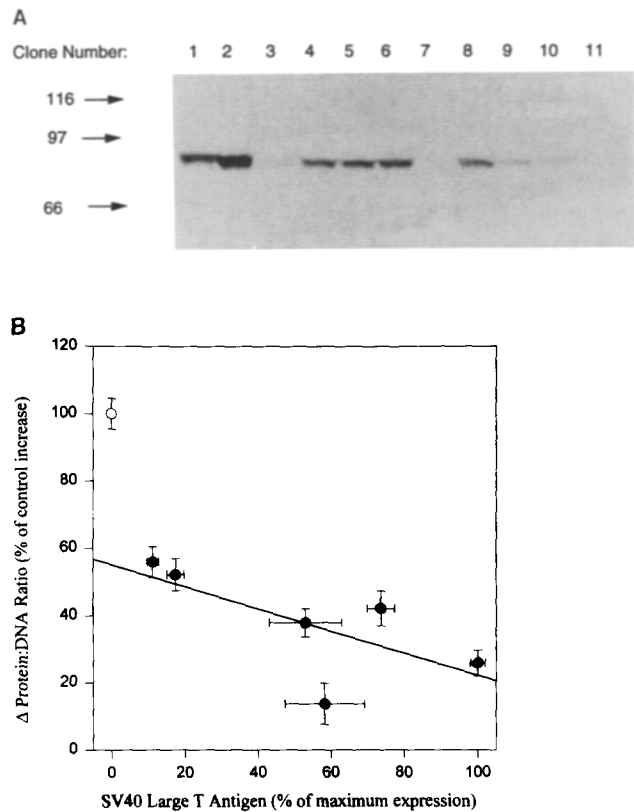 A
Clone Number: 1 2 3 4 5 6 7 8 9 10 11
116
97
66
B
Δ Protein:DNA Ratio (% of control increase)
120
100
80
60
40
20
0
0 20 40 60 80 100
SV40 Large T Antigen (% of maximum expression)